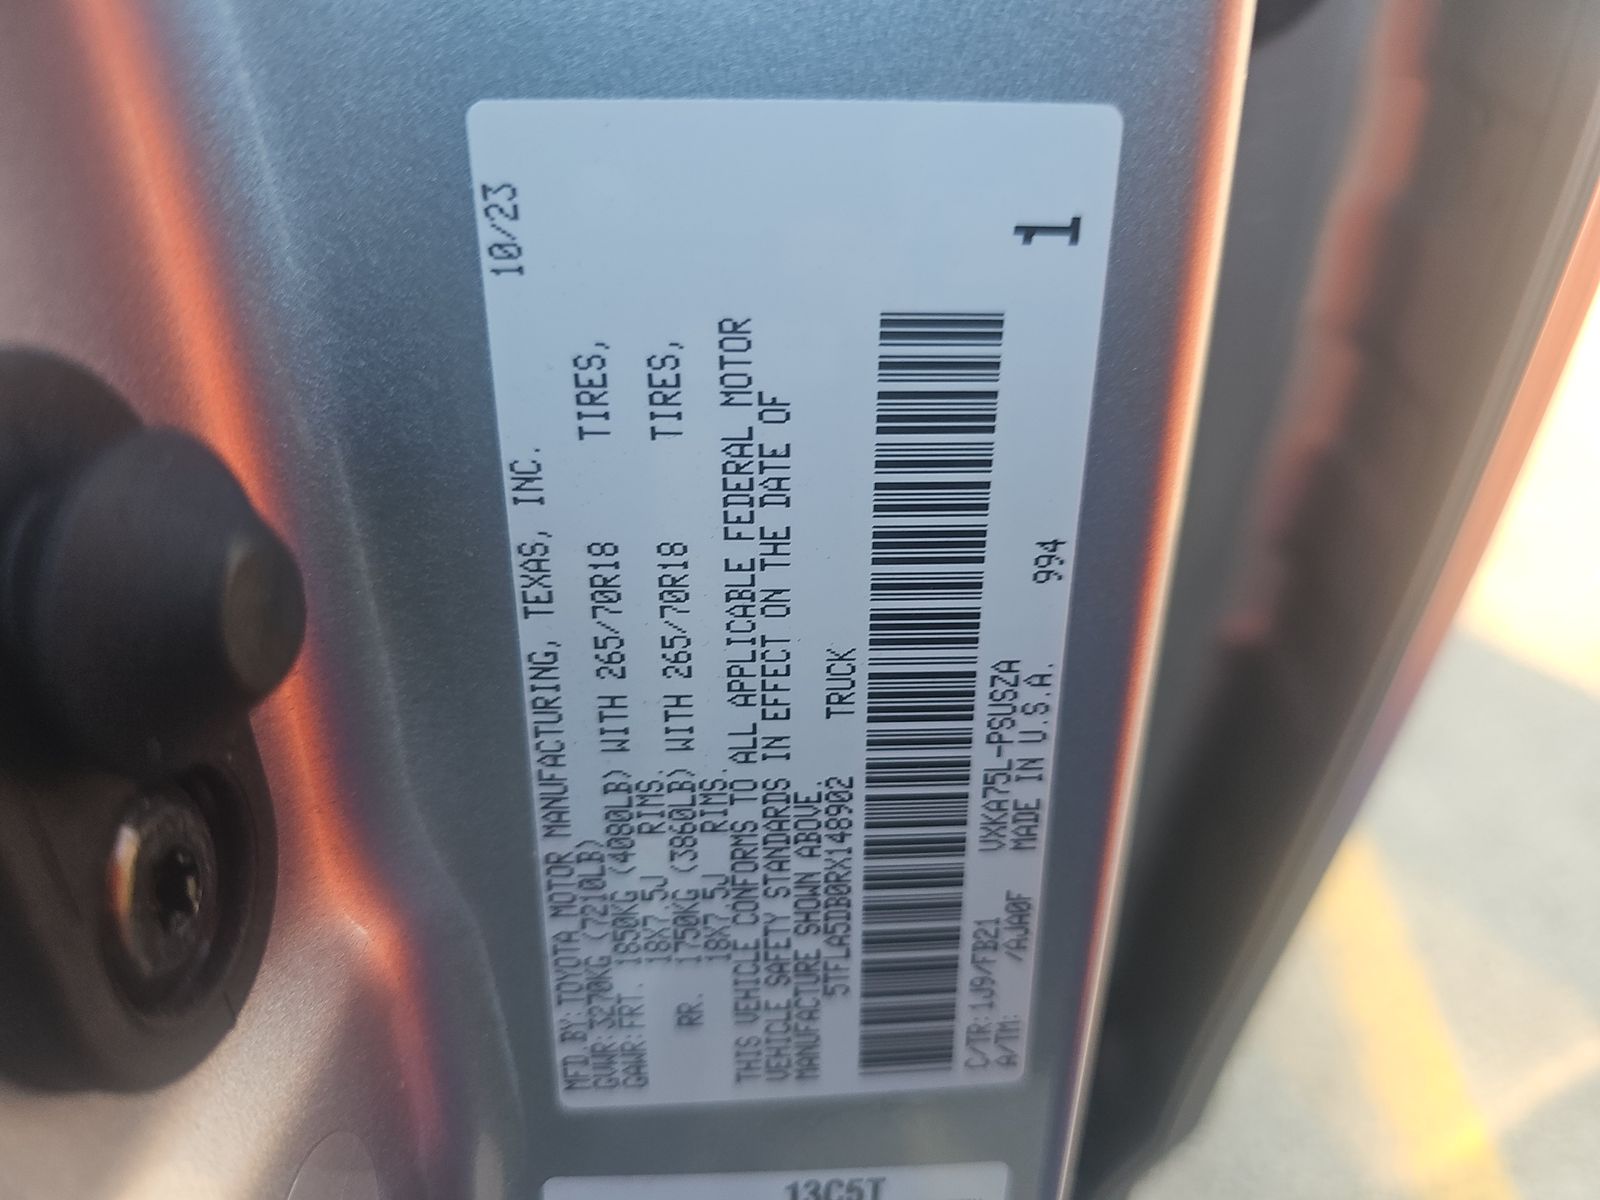 MFD.BY:TOYOTA MOTOR MANUFACTURING, TEXAS, INC. 10/23
GVWR:3270KG(7210LB)
GAWR:FRT. 1850KG(4080LB) WITH 265/70R18 TIRES,
18X7.5J RIMS.
RR. 1750KG(3860LB) WITH 265/70R18 TIRES,
18X7.5J RIMS.
THIS VEHICLE CONFORMS TO ALL APPLICABLE FEDERAL MOTOR
VEHICLE SAFETY STANDARDS IN EFFECT ON THE DATE OF
MANUFACTURE SHOWN ABOVE.
5TFLA5DB0RX148902 TRUCK
C/TR:1J9/FB21 VXKA75L-PSUSZA 994 1
A/TM: /AJA0F MADE IN U.S.A.
13C5T